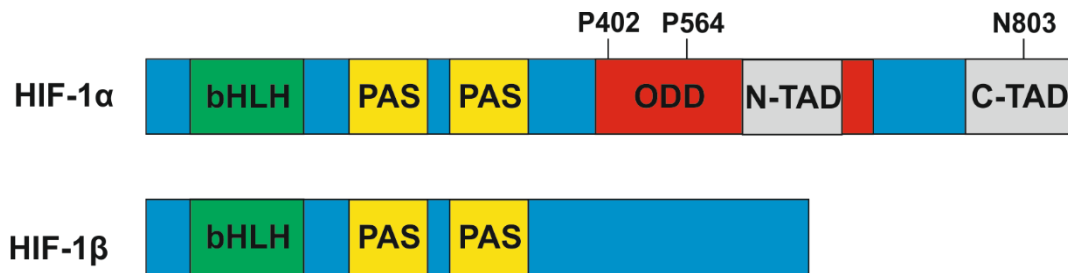 P402 P564 N803
HIF-1α bHLH PAS PAS ODD N-TAD C-TAD
HIF-1β bHLH PAS PAS